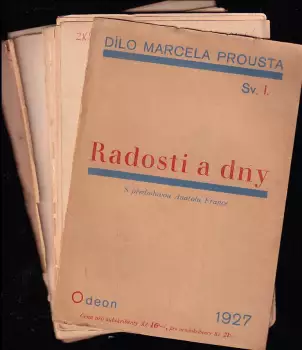 DÍLO MARCELA PROUSTA
Sv. I.
Radosti a dny
S předmluvou Anatola France
Odeon
1927